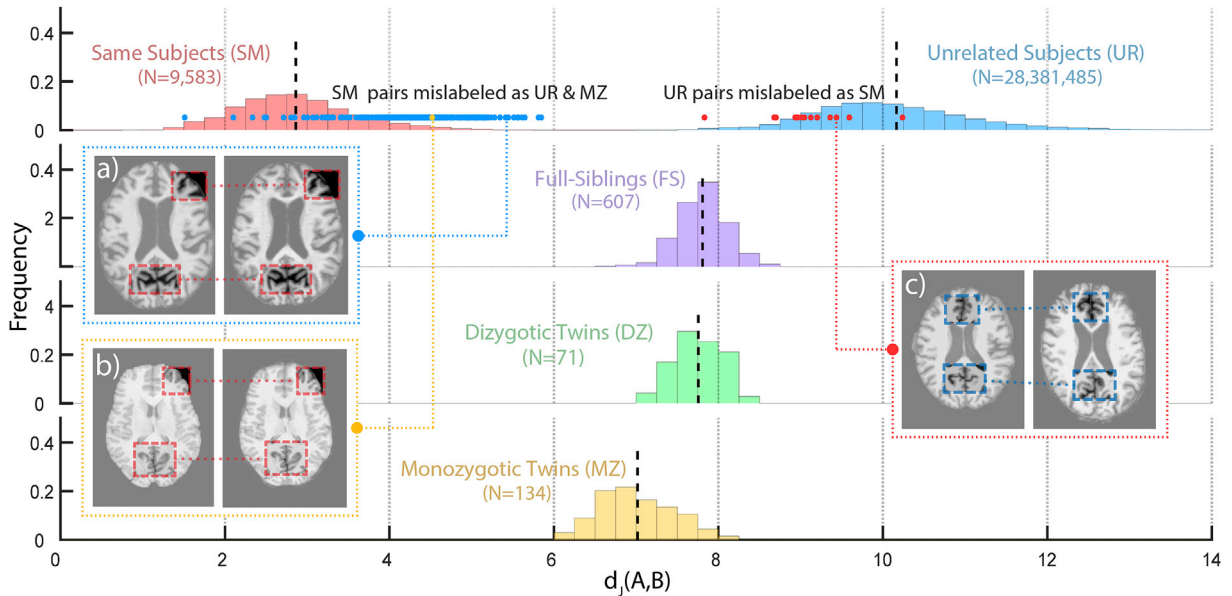 0.4
0.2
0
Same Subjects (SM)
(N=9,583)
SM pairs mislabeled as UR & MZ
UR pairs mislabeled as SM
Unrelated Subjects (UR)
(N=28,381,485)
0.4
2
0
Full-Siblings (FS)
(N=607)
a)
4
0.2
0
Dizygotic Twins (DZ)
(N=71)
b)
c)
0.4
0.2
0
Monozygotic Twins (MZ)
(N=134)
Frequency
0 2 4 6 8 10 12 14
dJ(A,B)